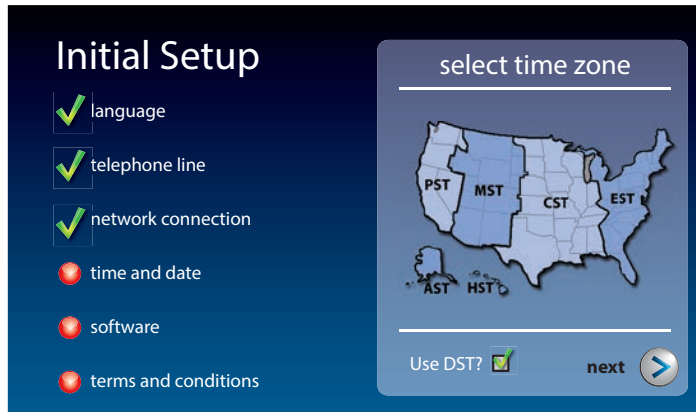 Initial Setup
language
telephone line
network connection
time and date
software
terms and conditions
select time zone
PST
MST
CST
EST
AST
HST
Use DST?
next